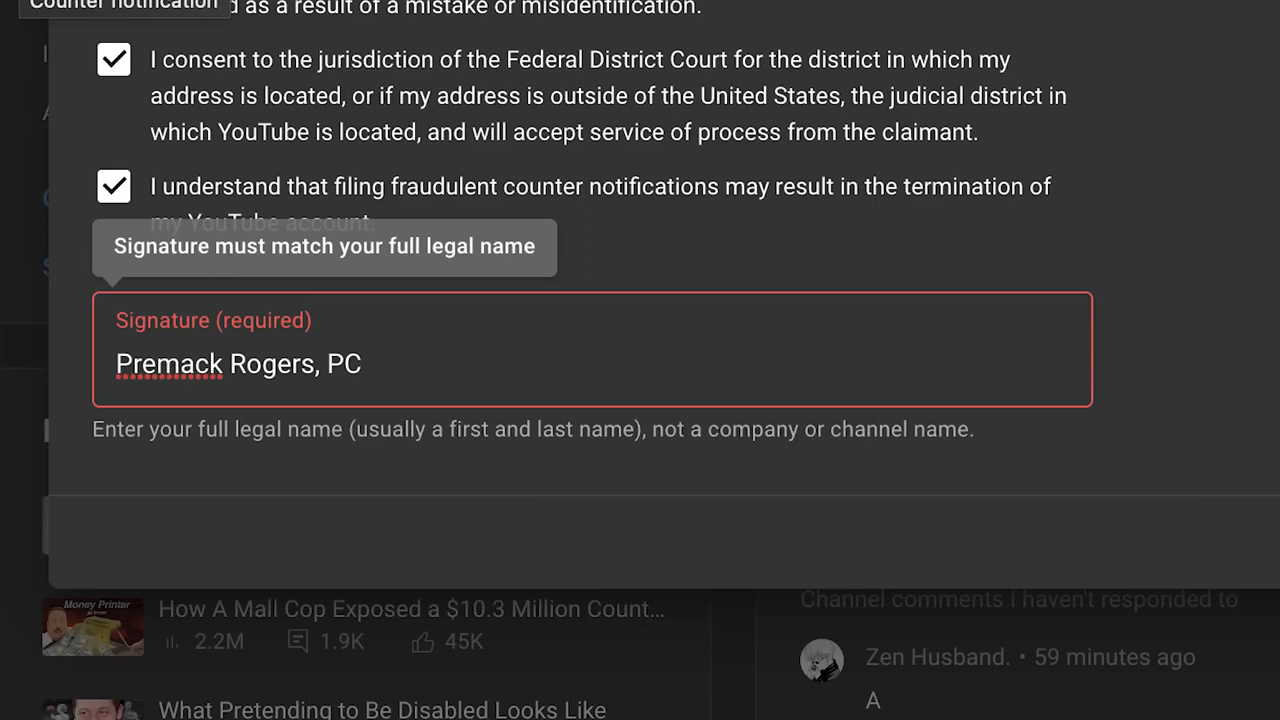 Counter notification
d as a result of a mistake or misidentification.
I consent to the jurisdiction of the Federal District Court for the district in which my
address is located, or if my address is outside of the United States, the judicial district in
which YouTube is located, and will accept service of process from the claimant.
I understand that filing fraudulent counter notifications may result in the termination of
my YouTube account.
Signature must match your full legal name
Signature (required)
Premack Rogers, PC
Enter your full legal name (usually a first and last name), not a company or channel name.
Money Printer
How A Mall Cop Exposed a $10.3 Million Count...
2.2M 1.9K 45K
What Pretending to Be Disabled Looks Like
Channel comments I haven't responded to
Zen Husband. • 59 minutes ago
A